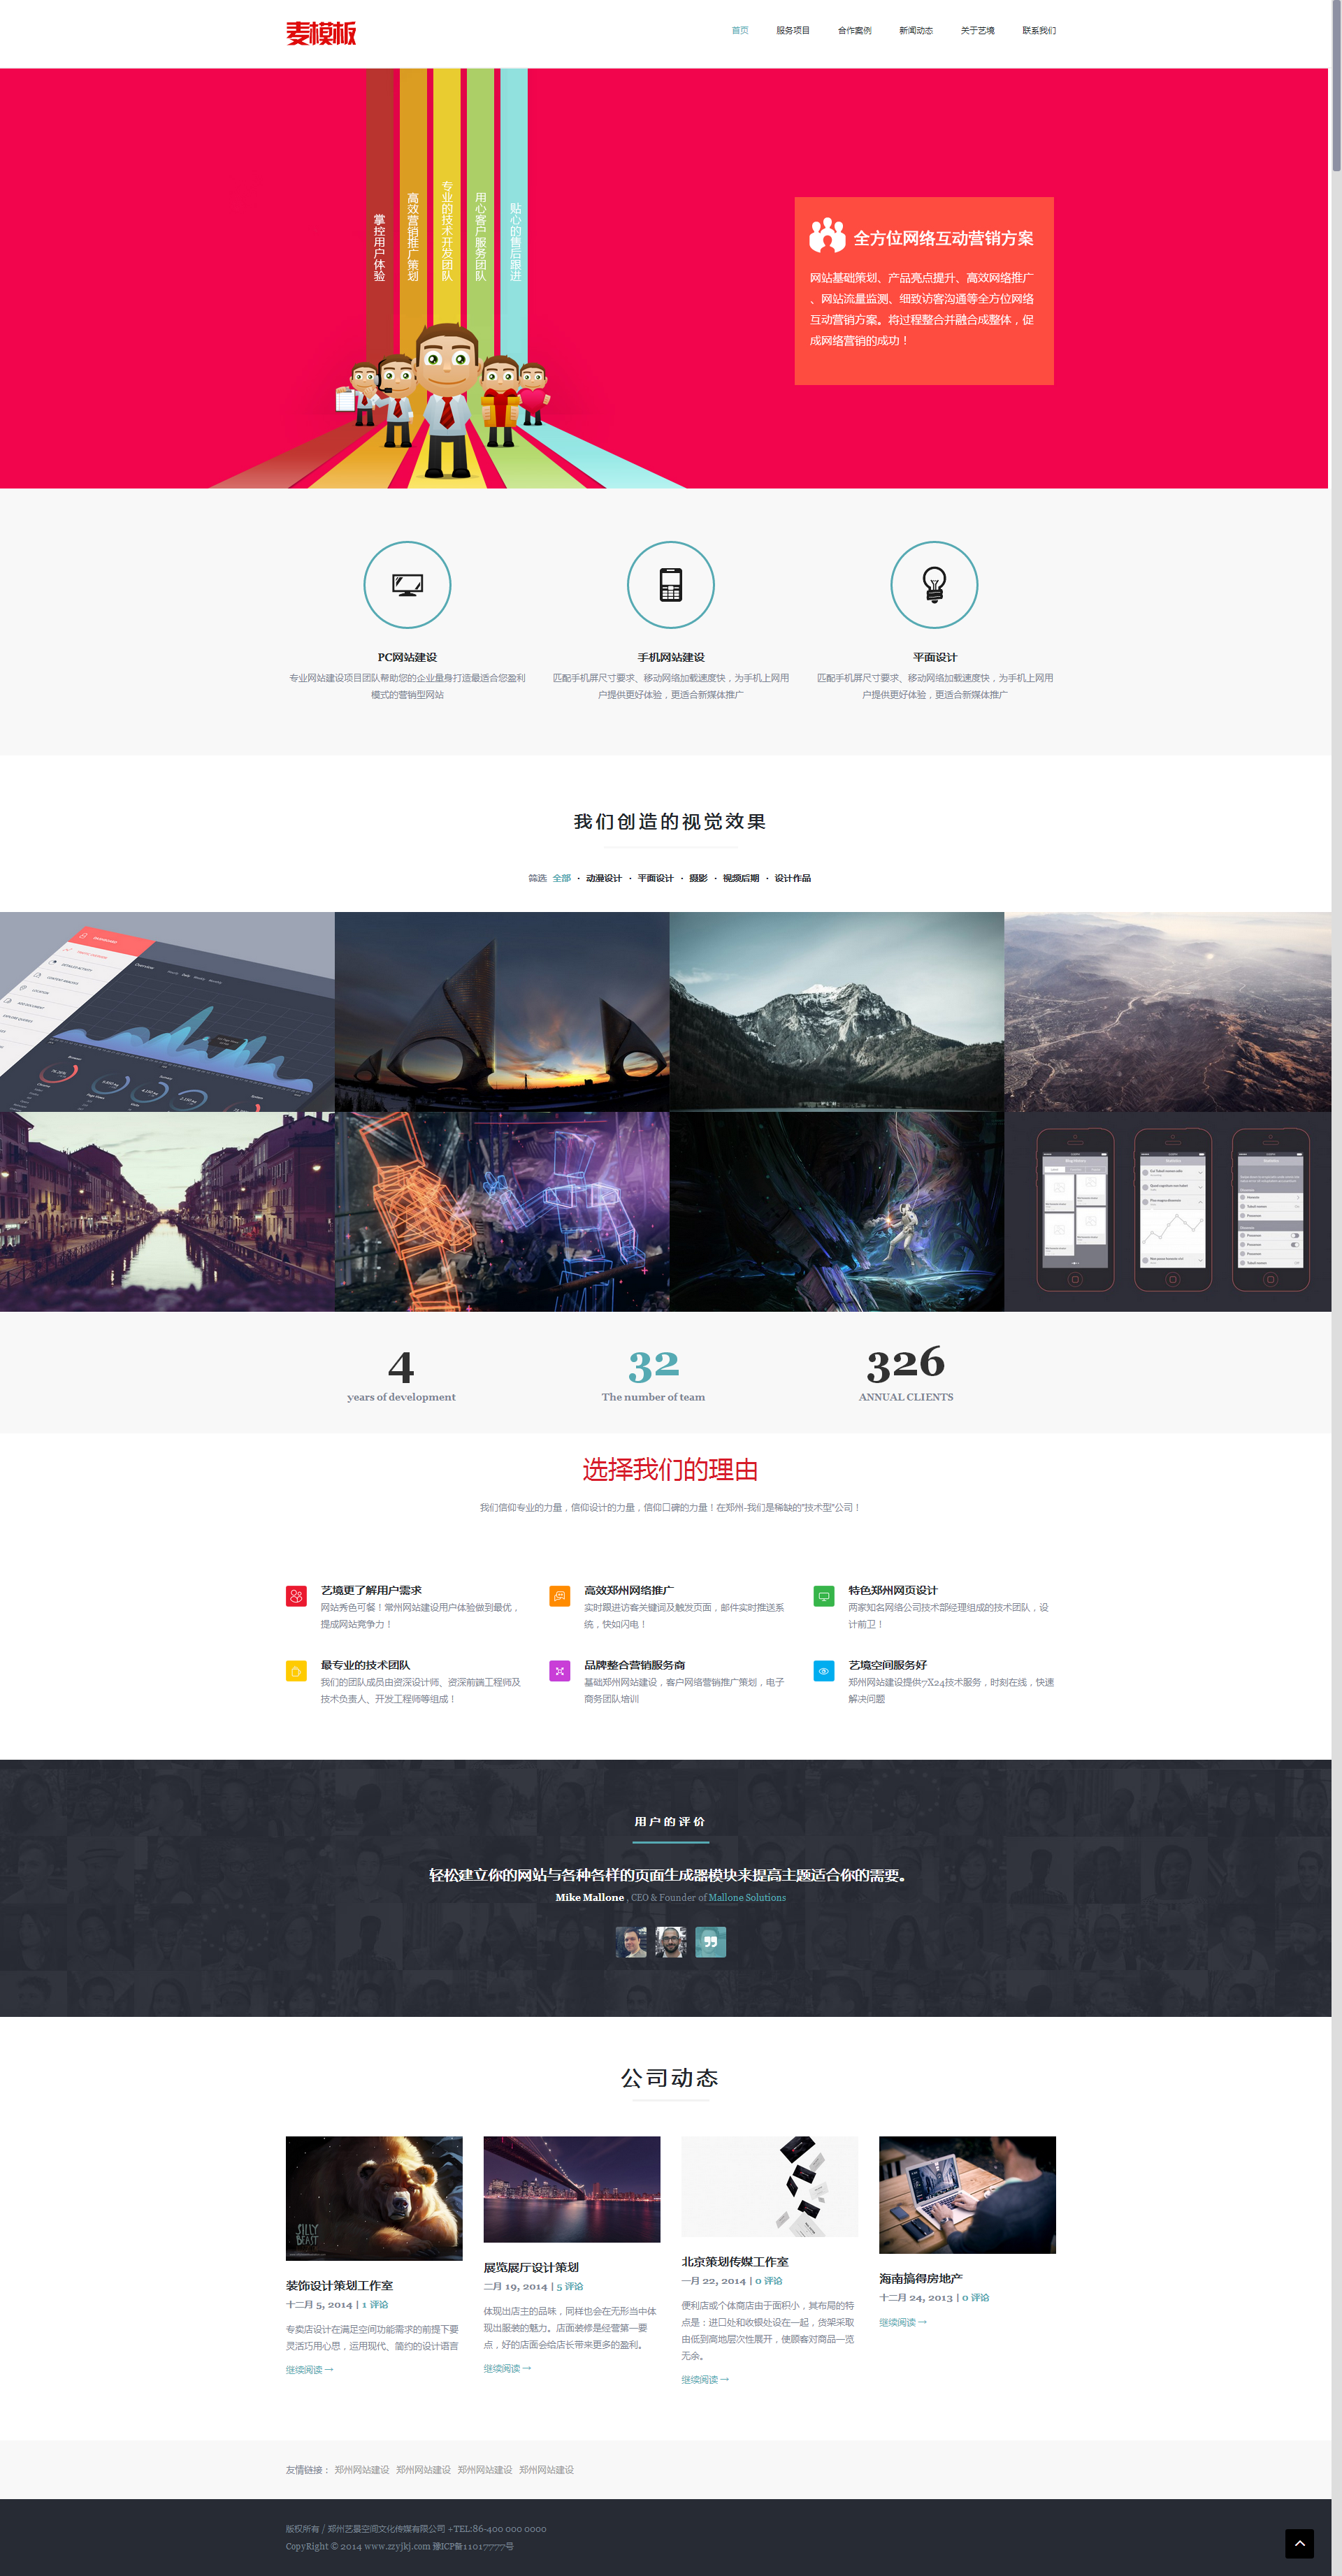 麦模板
首页 服务项目 合作案例 新闻动态 关于艺境 联系我们
掌控用户体验
高效营销推广策划
专业的技术开发团队
用心客户服务团队
贴心的售后跟进
全方位网络互动营销方案
网站基础策划、产品亮点提升、高效网络推广
、网站流量监测、细致访客沟通等全方位网络
互动营销方案。将过程整合并融合成整体，促
成网络营销的成功！
PC网站建设
专业网站建设项目团队帮助您的企业量身打造最适合您盈利
模式的营销型网站
手机网站建设
匹配手机屏尺寸要求、移动网络加载速度快，为手机上网用
户提供更好体验，更适合新媒体推广
平面设计
匹配手机屏尺寸要求、移动网络加载速度快，为手机上网用
户提供更好体验，更适合新媒体推广
我们创造的视觉效果
筛选 全部 · 动漫设计 · 平面设计 · 摄影 · 视频后期 · 设计作品
4
years of development
32
The number of team
326
ANNUAL CLIENTS
选择我们的理由
我们信仰专业的力量，信仰设计的力量，信仰口碑的力量！在郑州-我们是稀缺的"技术型"公司！
艺境更了解用户需求
网站秀色可餐！常州网站建设用户体验做到最优，
提成网站竞争力！
高效郑州网络推广
实时跟进访客关键词及触发页面，邮件实时推送系
统，快如闪电！
特色郑州网页设计
两家知名网络公司技术部经理组成的技术团队，设
计前卫！
最专业的技术团队
我们的团队成员由资深设计师、资深前端工程师及
技术负责人、开发工程师等组成！
品牌整合营销服务商
基础郑州网站建设，客户网络营销推广策划，电子
商务团队培训
艺境空间服务好
郑州网站建设提供7X24技术服务，时刻在线，快速
解决问题
用户的评价
轻松建立你的网站与各种各样的页面生成器模块来提高主题适合你的需要。
Mike Mallone , CEO & Founder of Mallone Solutions
公司动态
SILLY
BEAST
装饰设计策划工作室
十二月 5, 2014 | 1 评论
专卖店设计在满足空间功能需求的前提下要
灵活巧用心思，运用现代、简约的设计语言
继续阅读 →
展览展厅设计策划
二月 19, 2014 | 5 评论
体现出店主的品味，同样也会在无形当中体
现出服装的魅力。店面装修是经营第一要
点，好的店面会给店长带来更多的盈利。
继续阅读 →
北京策划传媒工作室
一月 22, 2014 | 0 评论
便利店或个体商店由于面积小，其布局的特
点是：进口处和收银处设在一起，货架采取
由低到高地层次性展开，使顾客对商品一览
无余。
继续阅读 →
海南搞得房地产
十二月 24, 2013 | 0 评论
继续阅读 →
友情链接： 郑州网站建设 郑州网站建设 郑州网站建设 郑州网站建设
版权所有 / 郑州艺景空间文化传媒有限公司 +TEL:86-400 000 0000
CopyRight © 2014 www.zzyjkj.com 豫ICP备11017777号